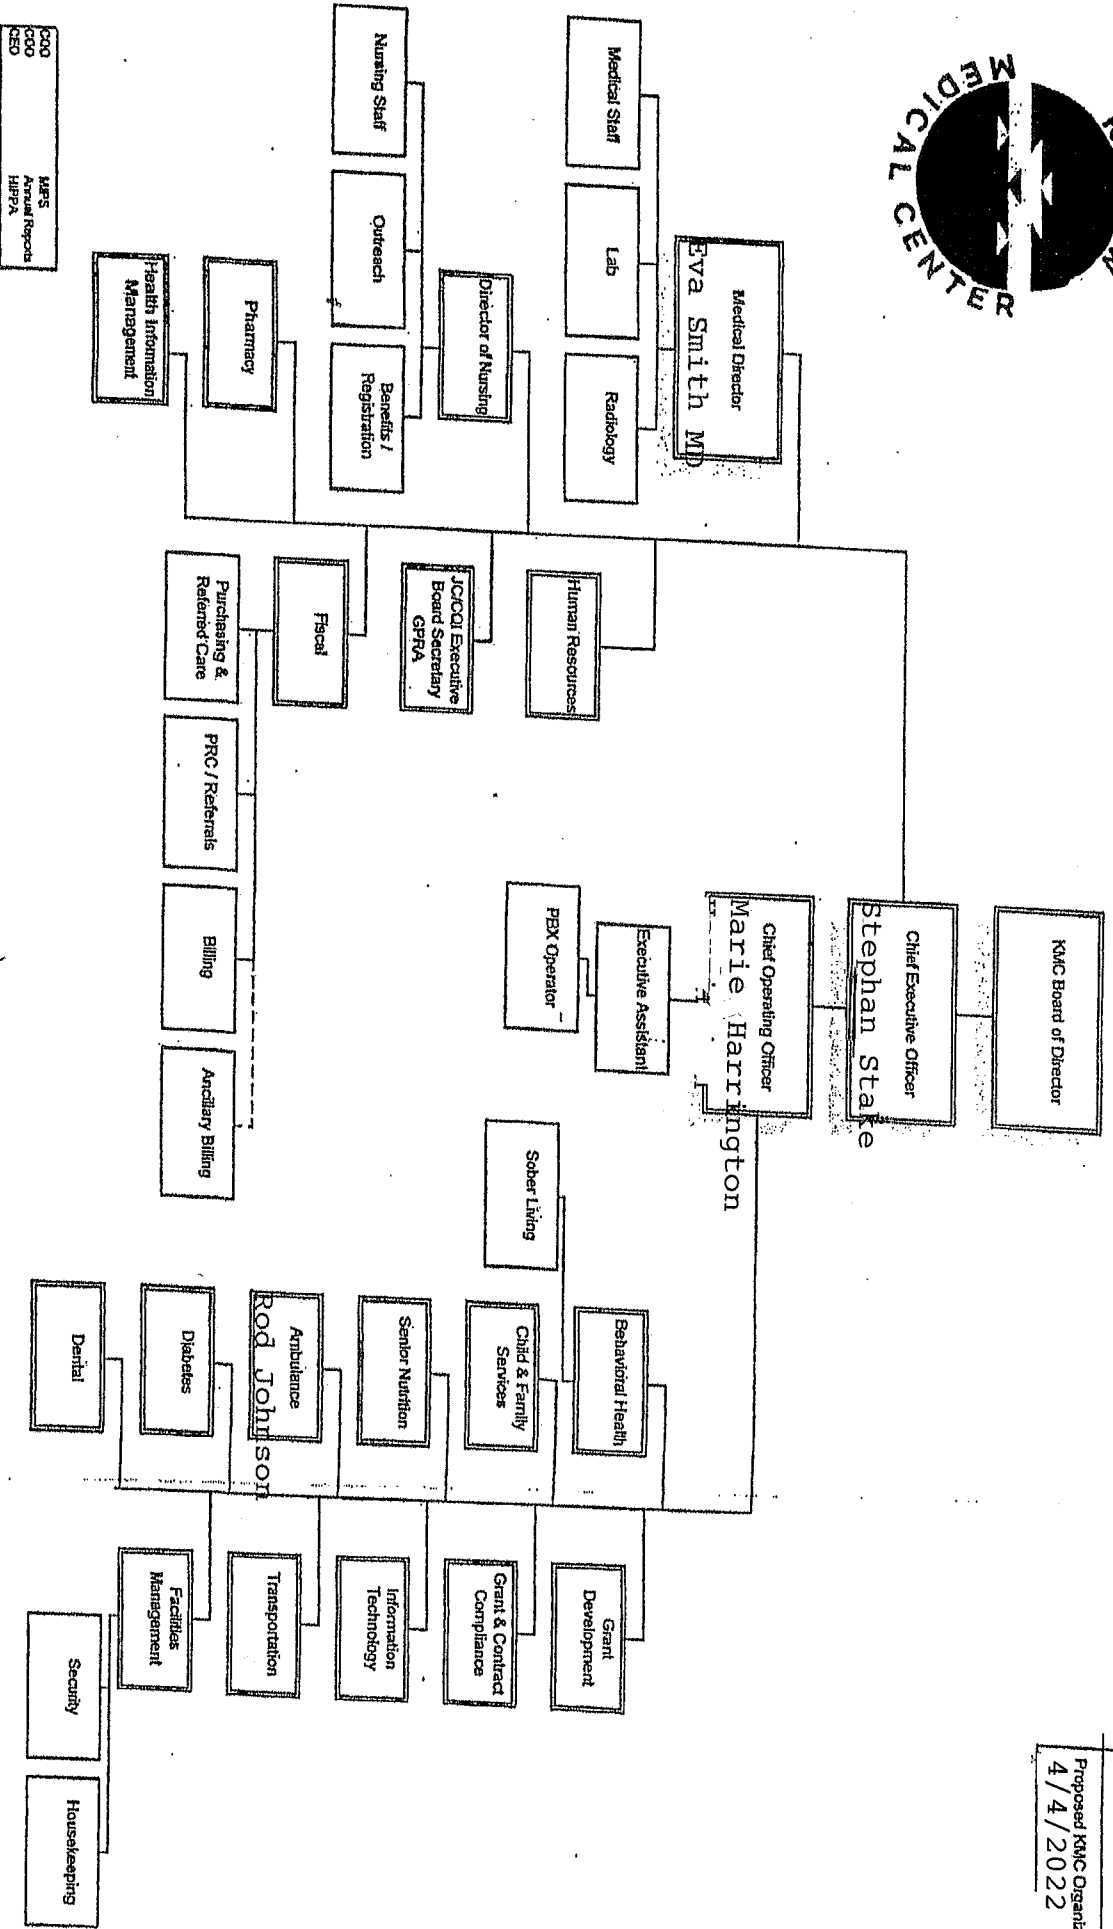 MEDICAL CENTER
Proposed KMC
4/4/2022
KMC Board of Director
Chief Executive Officer
Stephan Stake
Chief Operating Officer
Marie Harrington
Executive Assistant
PBX Operator
Medical Director
Eva Smith MD
Medical Staff
Lab
Radiology
Human Resources
Director of Nursing
Nursing Staff
Outreach
Benefits /
Registration
JC/CQI Executive
Board Secretary
GPRA
Pharmacy
Fiscal
Purchasing &
Referred Care
PRC / Referrals
Billing
Ancillary Billing
Health Information
Management
Behavioral Health
Sober Living
Child & Family
Services
Senior Nutrition
Ambulance
Rod Johnson
Diabetes
Dental
Grant
Development
Grant & Contract
Compliance
Information
Technology
Transportation
Facilities
Management
Security
Housekeeping
COO MIPS
COO Annual Reports
CEO HIPPA